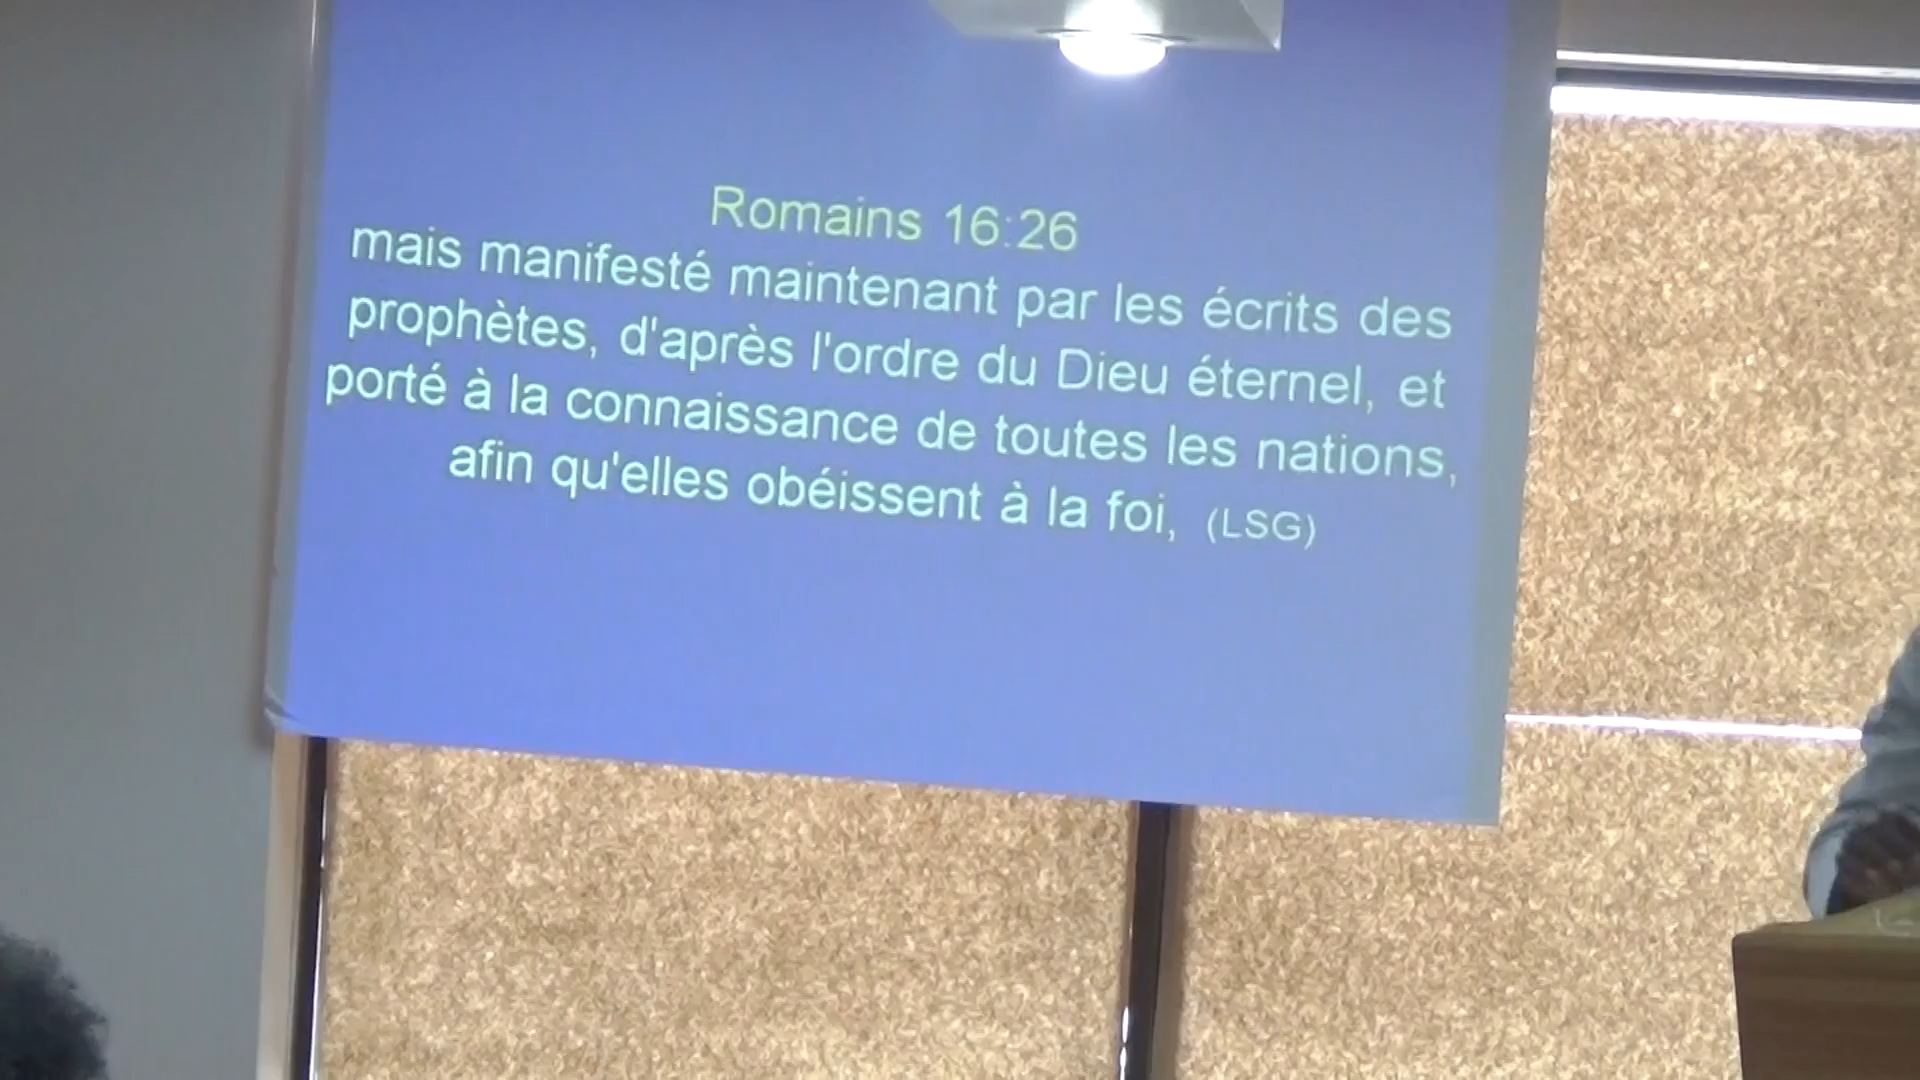 Romains 16:26
mais manifesté maintenant par les écrits des
prophètes, d'après l'ordre du Dieu éternel, et
porté à la connaissance de toutes les nations,
afin qu'elles obéissent à la foi, (LSG)